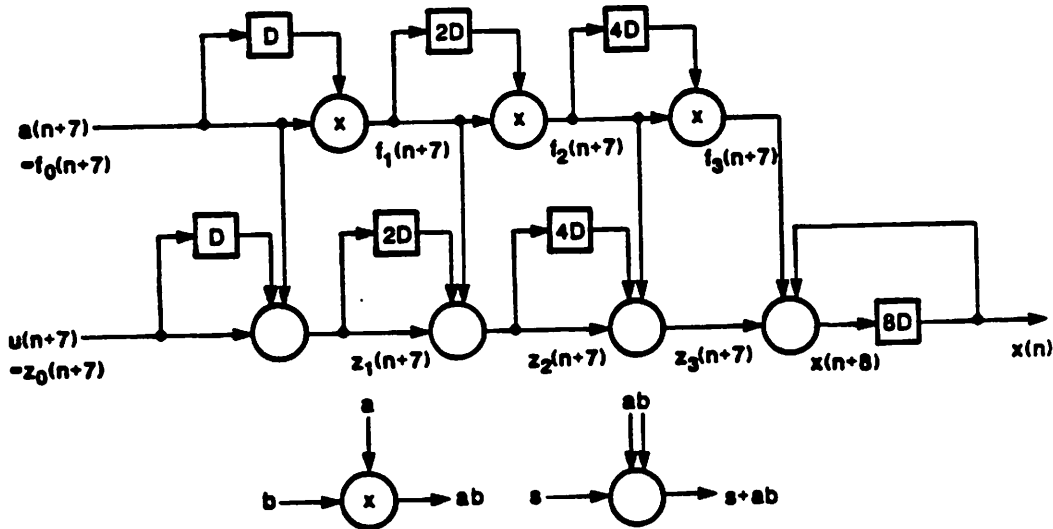 D
2D
4D
a(n+7)
x
x
x
=f0(n+7)
f1(n+7)
f2(n+7)
f3(n+7)
D
2D
4D
u(n+7)
8D
=z0(n+7)
z1(n+7)
z2(n+7)
z3(n+7)
x(n+8)
x(n)
a
ab
b
x
ab
s
s+ab